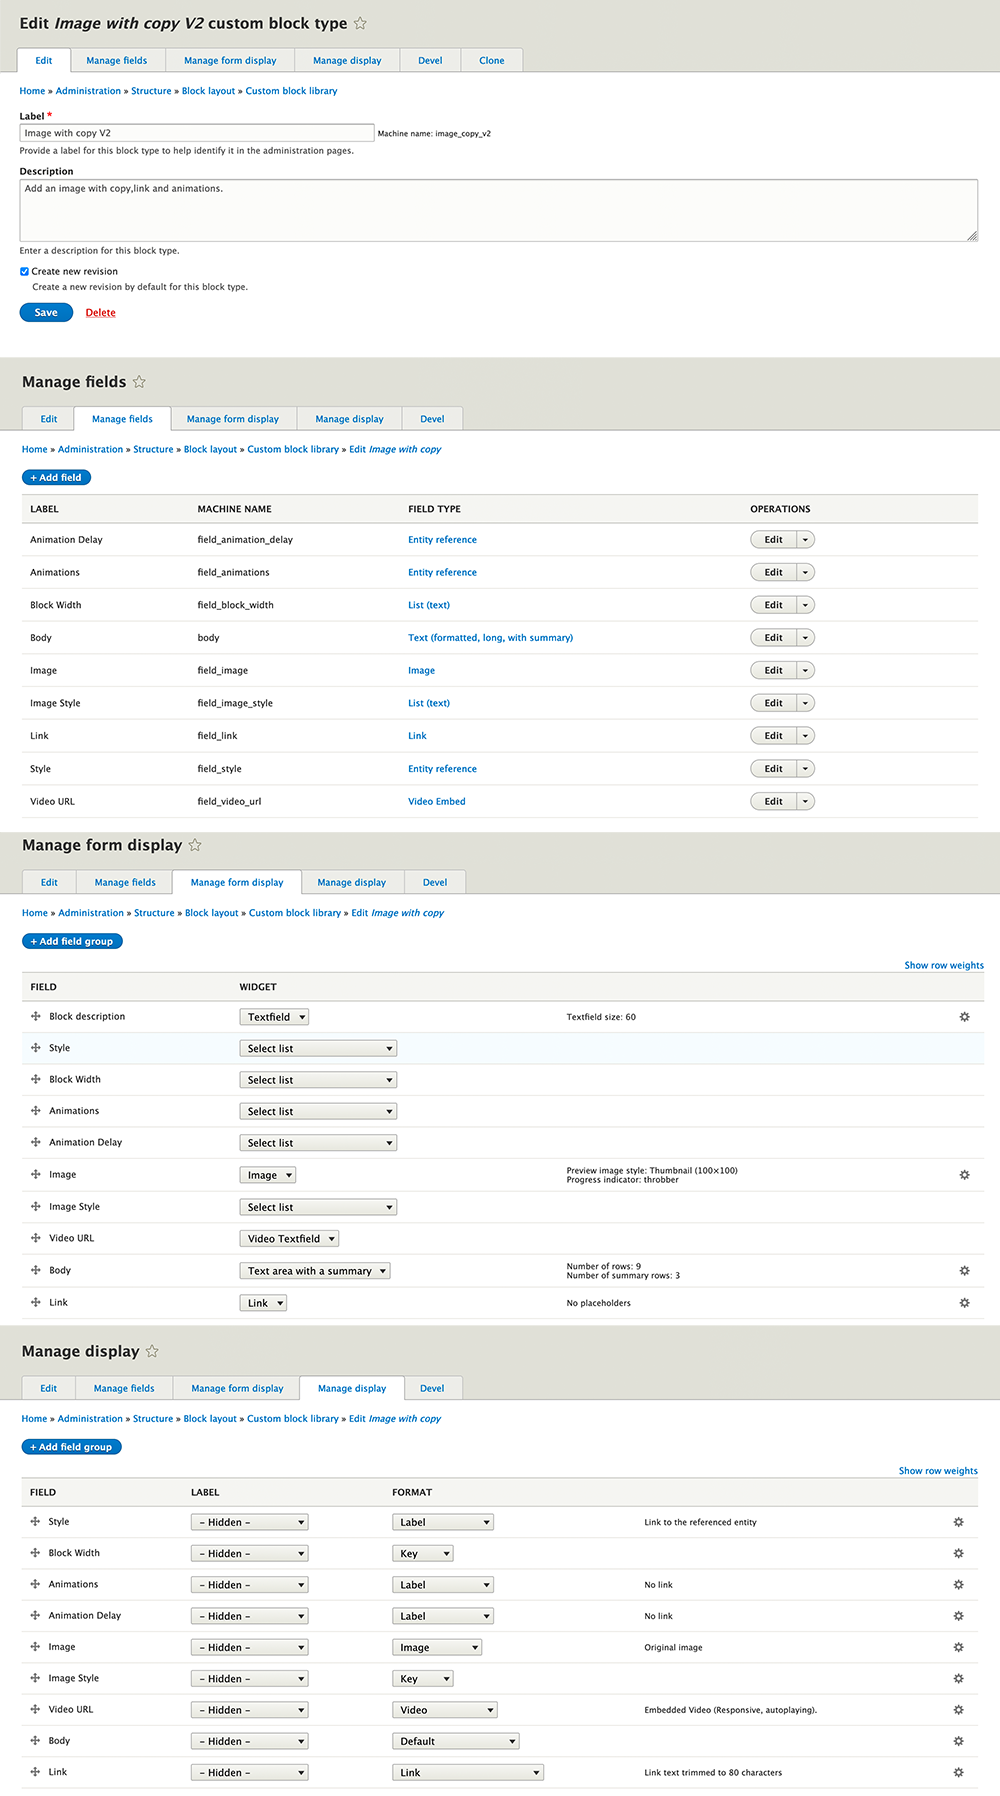 Edit Image with copy V2 custom block type
Edit Manage fields Manage form display Manage display Devel Clone
Home » Administration » Structure » Block layout » Custom block library
Label *
Image with copy V2 Machine name: image_copy_v2
Provide a label for this block type to help identify it in the administration pages.
Description
Add an image with copy,link and animations.
Enter a description for this block type.
Create new revision
Create a new revision by default for this block type.
Save Delete
Manage fields
Edit Manage fields Manage form display Manage display Devel
Home » Administration » Structure » Block layout » Custom block library » Edit Image with copy
+ Add field
LABEL MACHINE NAME FIELD TYPE OPERATIONS
Animation Delay field_animation_delay Entity reference Edit
Animations field_animations Entity reference Edit
Block Width field_block_width List (text) Edit
Body body Text (formatted, long, with summary) Edit
Image field_image Image Edit
Image Style field_image_style List (text) Edit
Link field_link Link Edit
Style field_style Entity reference Edit
Video URL field_video_url Video Embed Edit
Manage form display
Edit Manage fields Manage form display Manage display Devel
Home » Administration » Structure » Block layout » Custom block library » Edit Image with copy
+ Add field group
Show row weights
FIELD WIDGET
Block description Textfield Textfield size: 60
Style Select list
Block Width Select list
Animations Select list
Animation Delay Select list
Image Image Preview image style: Thumbnail (100×100)
Progress indicator: throbber
Image Style Select list
Video URL Video Textfield
Body Text area with a summary Number of rows: 9
Number of summary rows: 3
Link Link No placeholders
Manage display
Edit Manage fields Manage form display Manage display Devel
Home » Administration » Structure » Block layout » Custom block library » Edit Image with copy
+ Add field group
Show row weights
FIELD LABEL FORMAT
Style - Hidden - Label Link to the referenced entity
Block Width - Hidden - Key
Animations - Hidden - Label No link
Animation Delay - Hidden - Label No link
Image - Hidden - Image Original image
Image Style - Hidden - Key
Video URL - Hidden - Video Embedded Video (Responsive, autoplaying).
Body - Hidden - Default
Link - Hidden - Link Link text trimmed to 80 characters